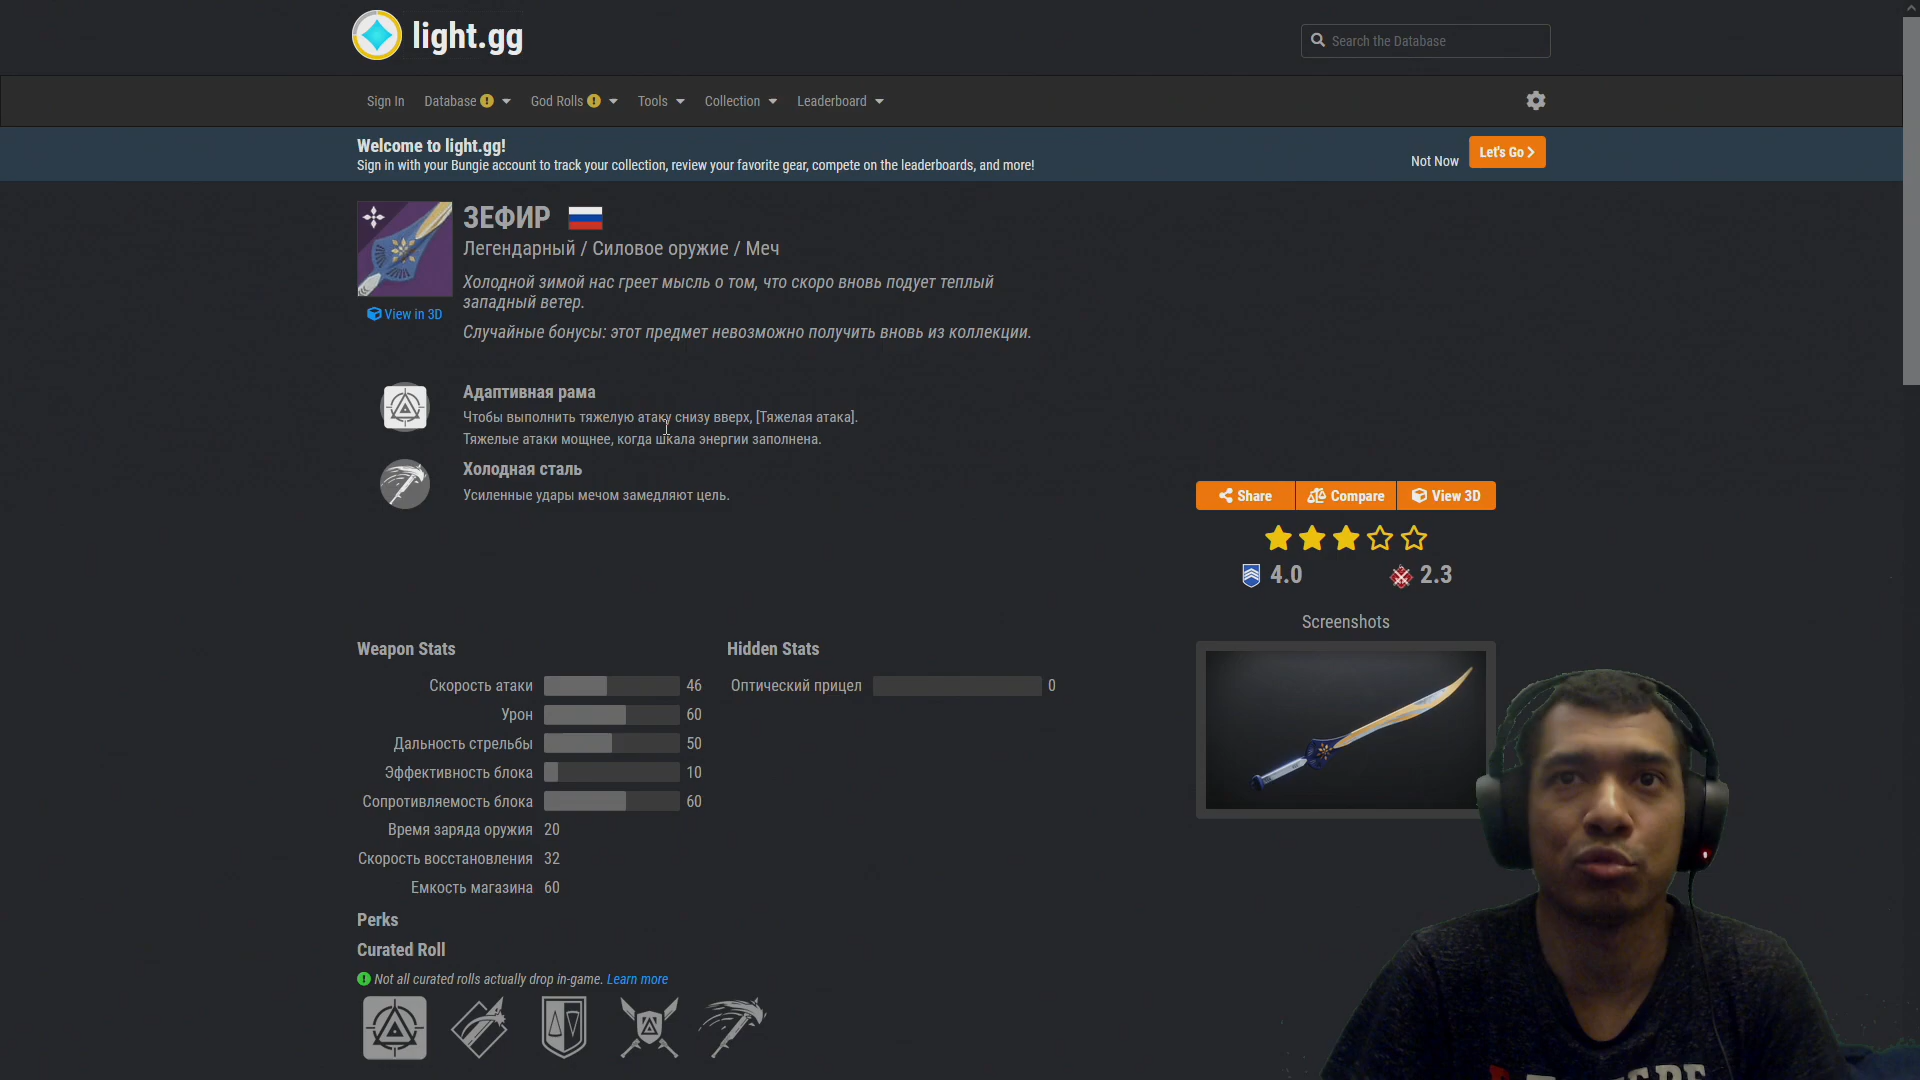 light.gg
Search the Database
Sign In Database God Rolls Tools Collection Leaderboard
Welcome to light.gg!
Sign in with your Bungie account to track your collection, review your favorite gear, compete on the leaderboards, and more!
Not Now Let's Go
ЗЕФИР
Легендарный / Силовое оружие / Меч
Холодной зимой нас греет мысль о том, что скоро вновь подует теплый
западный ветер.
View in 3D
Случайные бонусы: этот предмет невозможно получить вновь из коллекции.
Адаптивная рама
Чтобы выполнить тяжелую атаку снизу вверх, [Тяжелая атака].
Тяжелые атаки мощнее, когда шкала энергии заполнена.
Холодная сталь
Усиленные удары мечом замедляют цель.
Share Compare View 3D
4.0 2.3
Screenshots
Weapon Stats
Скорость атаки 46
Урон 60
Дальность стрельбы 50
Эффективность блока 10
Сопротивляемость блока 60
Время заряда оружия 20
Скорость восстановления 32
Емкость магазина 60
Hidden Stats
Оптический прицел 0
Perks
Curated Roll
Not all curated rolls actually drop in-game. Learn more